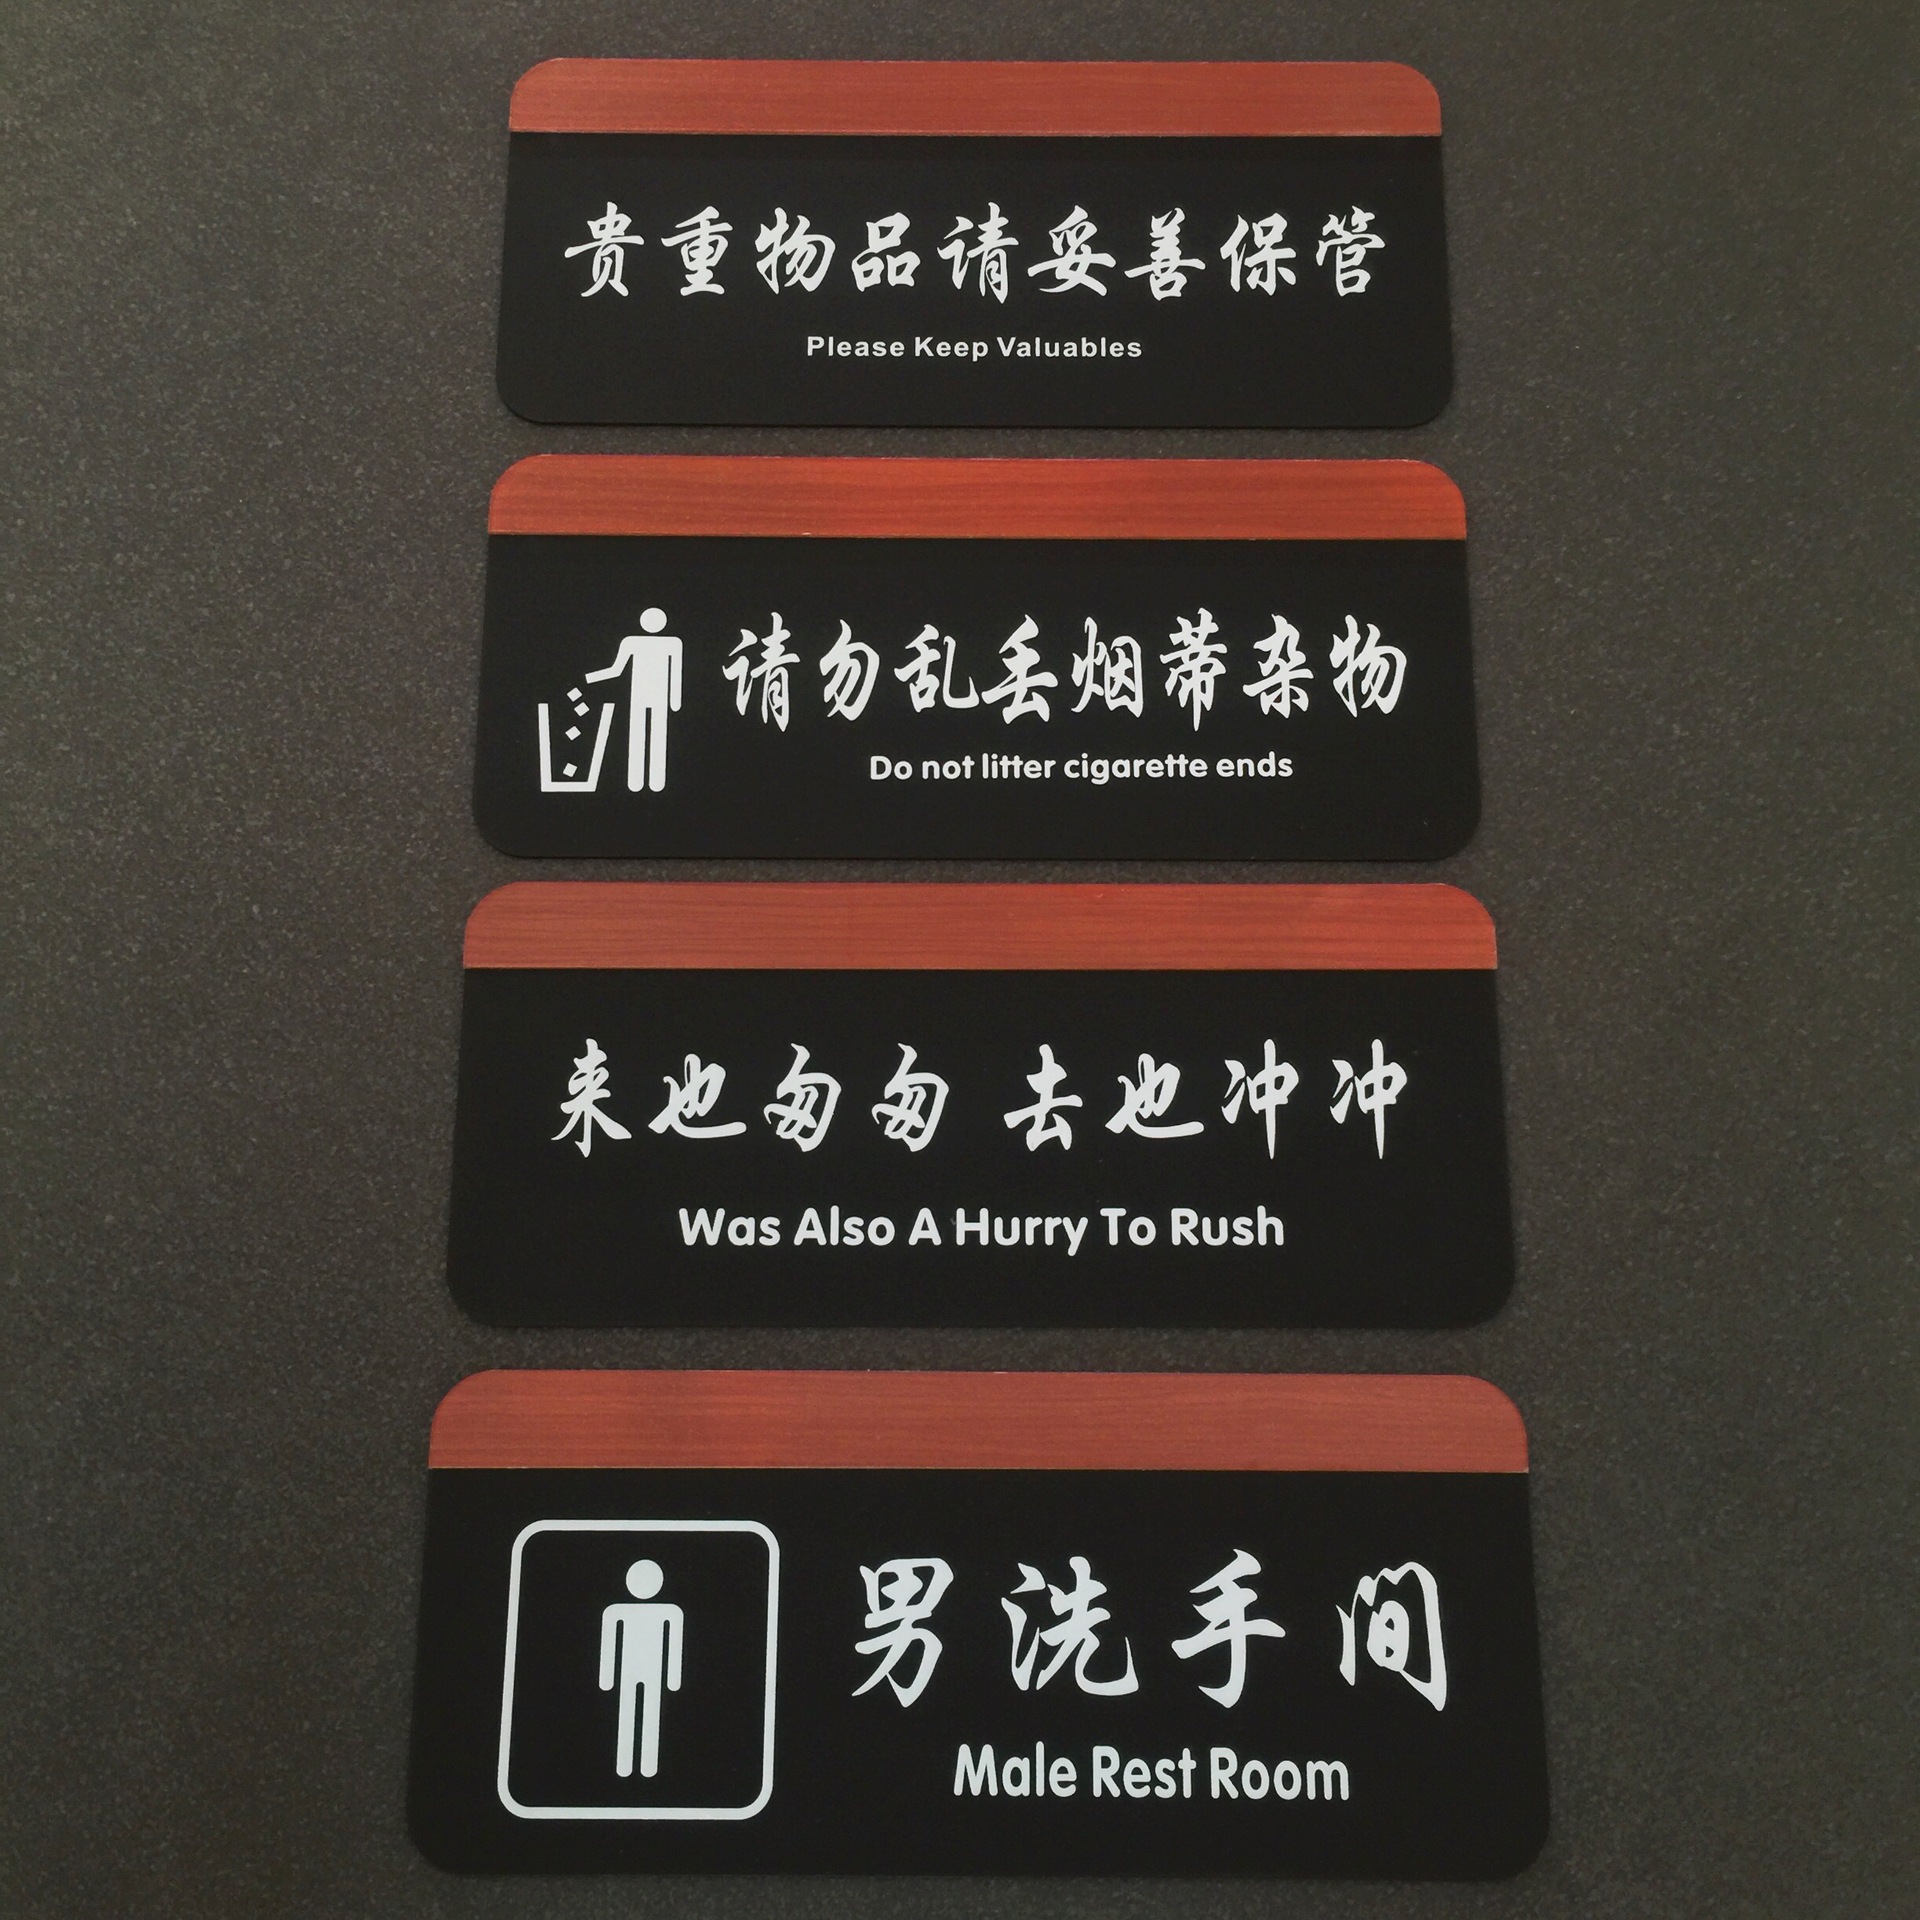 贵重物品请妥善保管
Please Keep Valuables
请勿乱丢烟蒂杂物
Do not litter cigarette ends
来也匆匆 去也冲冲
Was Also A Hurry To Rush
男洗手间
Male Rest Room